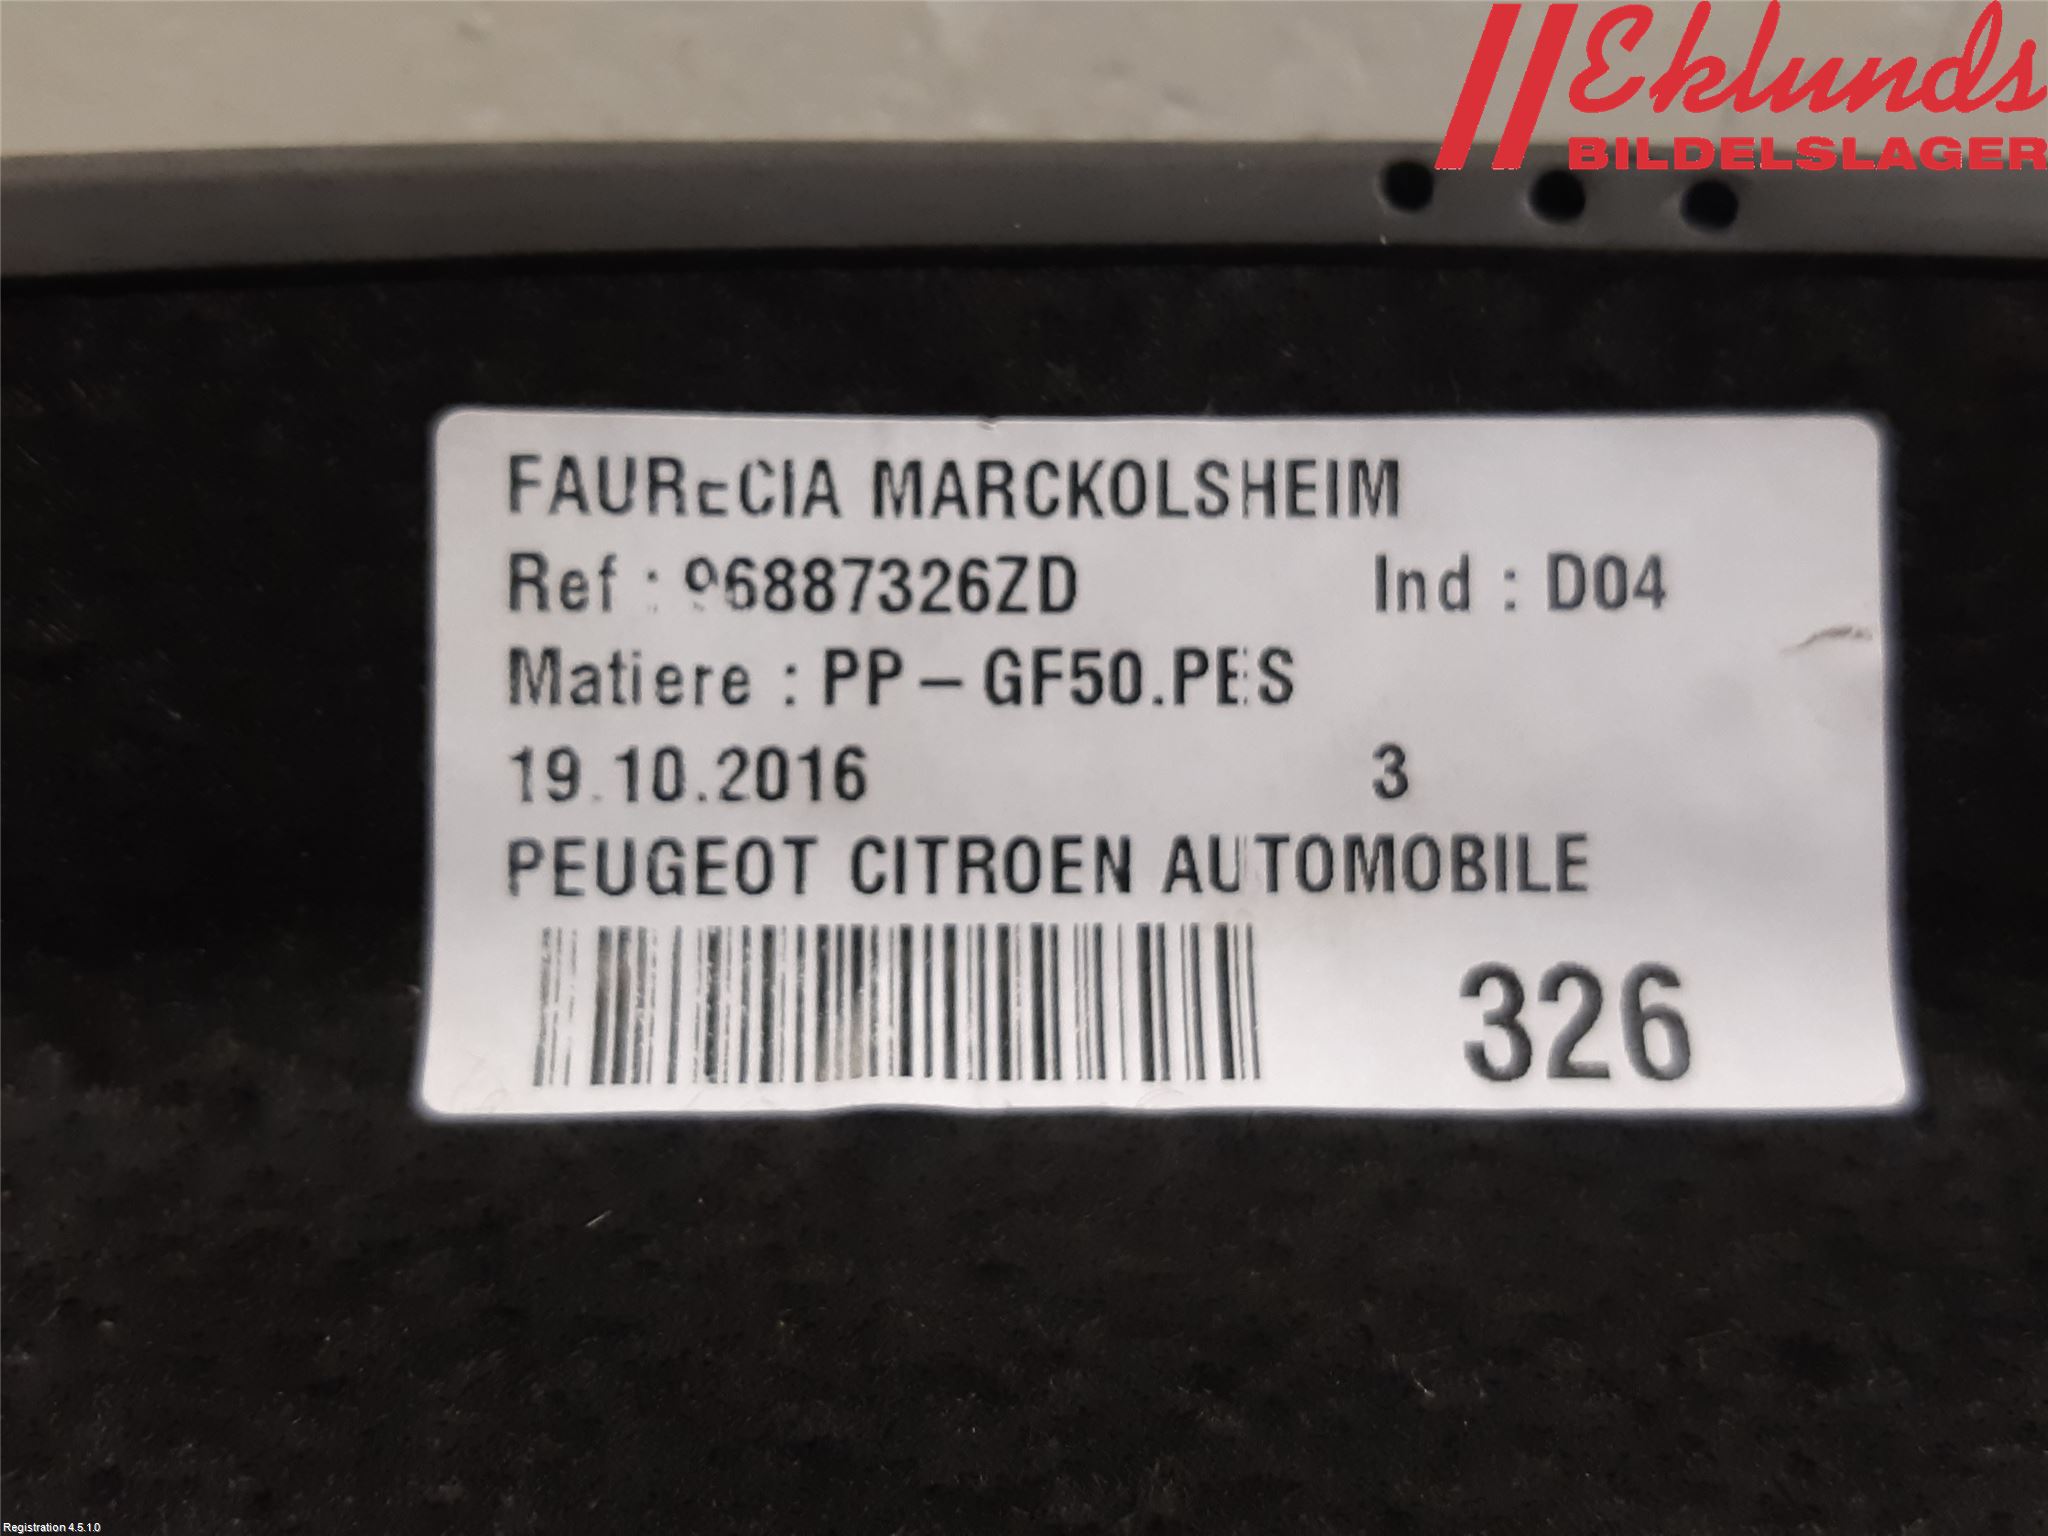 Eklunds
BILDELSLAGER
FAURECIA MARCKOLSHEIM
Ref : 96887326ZD Ind : D04
Matiere : PP - GF50.PES
19.10.2016 3
PEUGEOT CITROEN AUTOMOBILE
326
Registration 4.5.1.0